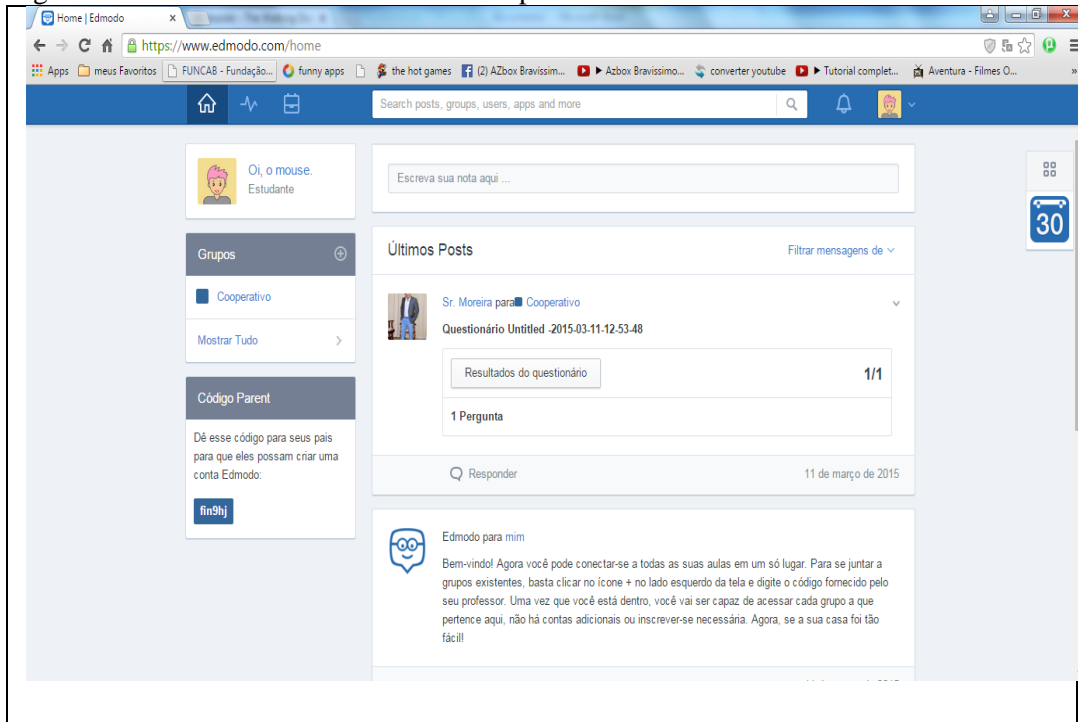 Home | Edmodo
https://www.edmodo.com/home
Apps meus Favoritos FUNCAB - Fundação... funny apps the hot games (2) AZbox Bravíssim... ► Azbox Bravissimo... converter youtube ► Tutorial complet... Aventura - Filmes O... »
Search posts, groups, users, apps and more
Oi, o mouse.
Estudante
Grupos
Cooperativo
Mostrar Tudo
Código Parent
Dê esse código para seus pais
para que eles possam criar uma
conta Edmodo:
fin9hj
Escreva sua nota aqui ...
Últimos Posts
Filtrar mensagens de
Sr. Moreira para Cooperativo
Questionário Untitled -2015-03-11-12-53-48
Resultados do questionário
1/1
1 Pergunta
Responder
11 de março de 2015
Edmodo para mim
Bem-vindo! Agora você pode conectar-se a todas as suas aulas em um só lugar. Para se juntar a
grupos existentes, basta clicar no ícone + no lado esquerdo da tela e digite o código fornecido pelo
seu professor. Uma vez que você está dentro, você vai ser capaz de acessar cada grupo a que
pertence aqui, não há contas adicionais ou inscrever-se necessária. Agora, se a sua casa foi tão
fácil!
30